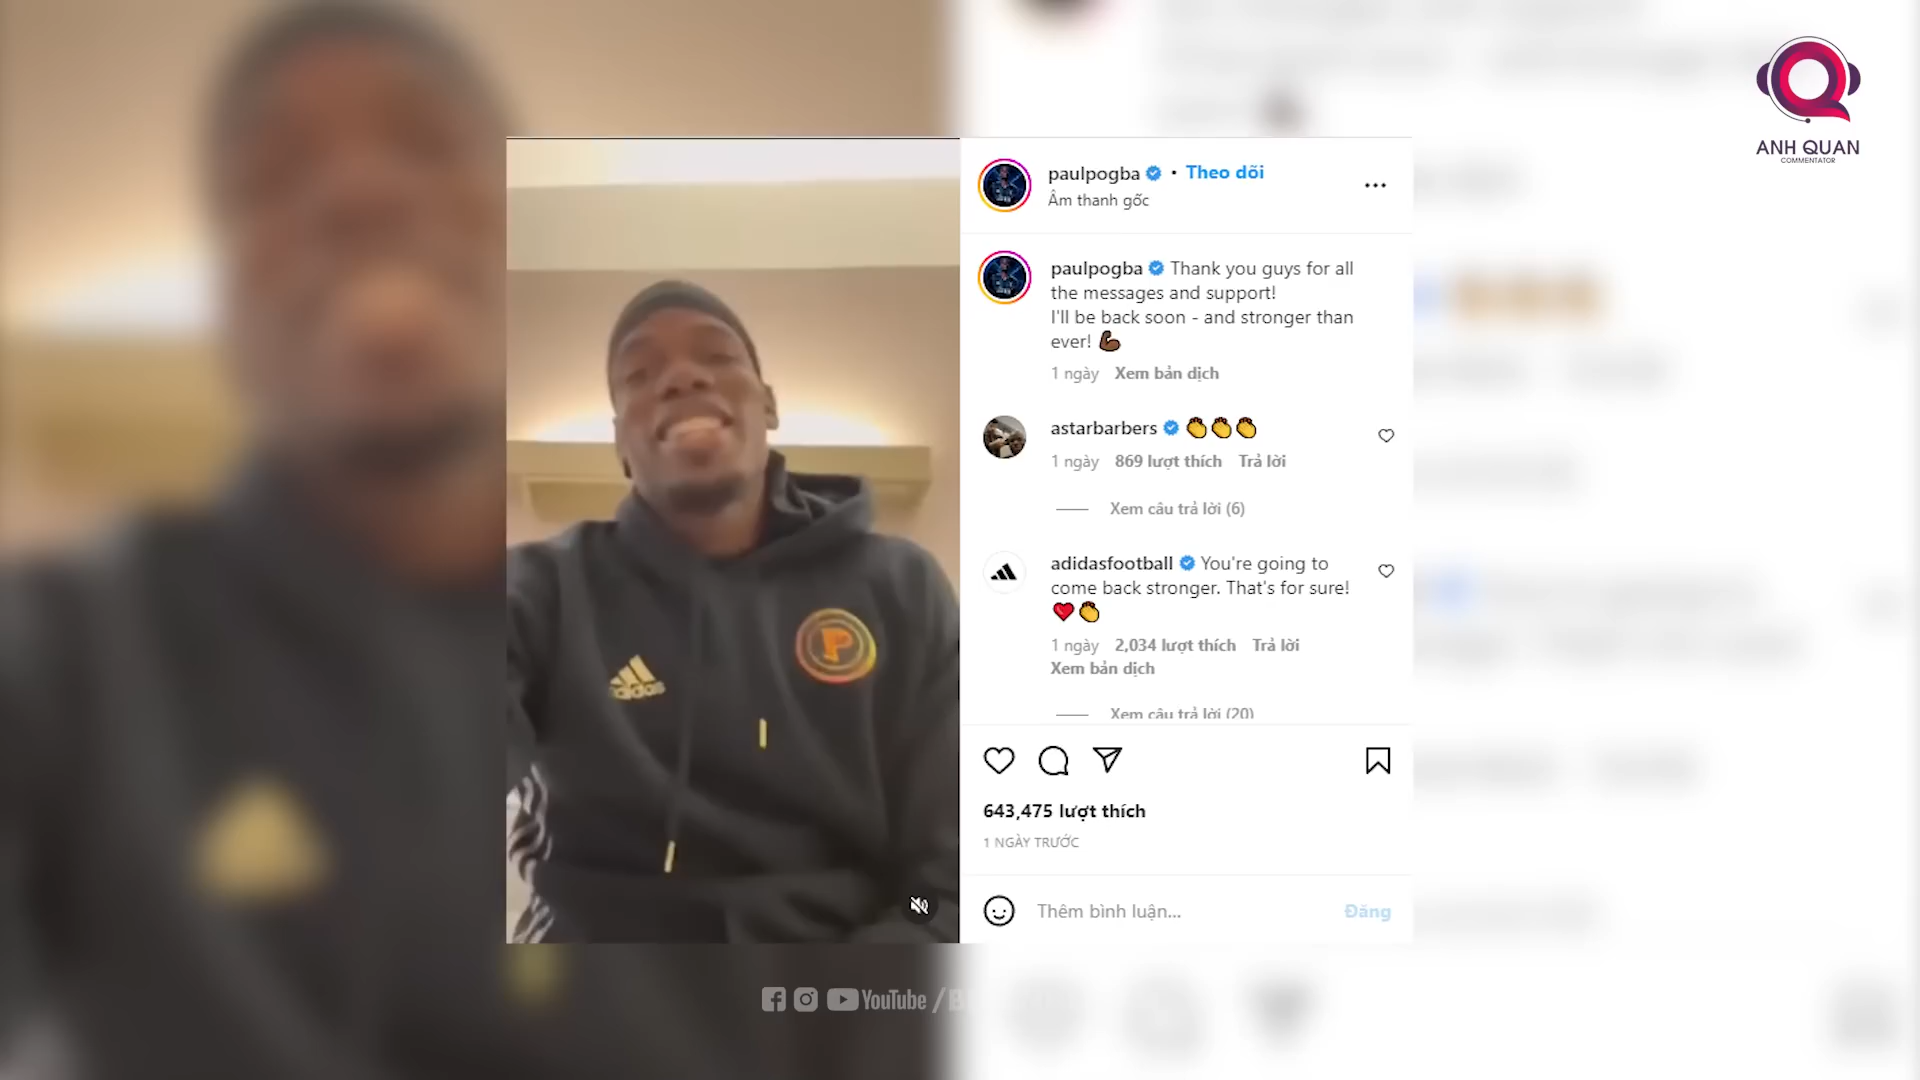 ANH QUAN
COMMENTATOR
paulpogba • Theo dõi
Âm thanh gốc
paulpogba Thank you guys for all
the messages and support!
I'll be back soon - and stronger than
ever! 💪🏿
1 ngày Xem bản dịch
astarbarbers 👏👏👏
1 ngày 869 lượt thích Trả lời
Xem câu trả lời (6)
adidasfootball You're going to
come back stronger. That's for sure!
❤️👏
1 ngày 2,034 lượt thích Trả lời
Xem bản dịch
Xem câu trả lời (20)
adidas
P
643,475 lượt thích
1 NGÀY TRƯỚC
Thêm bình luận... Đăng
YouTube /B